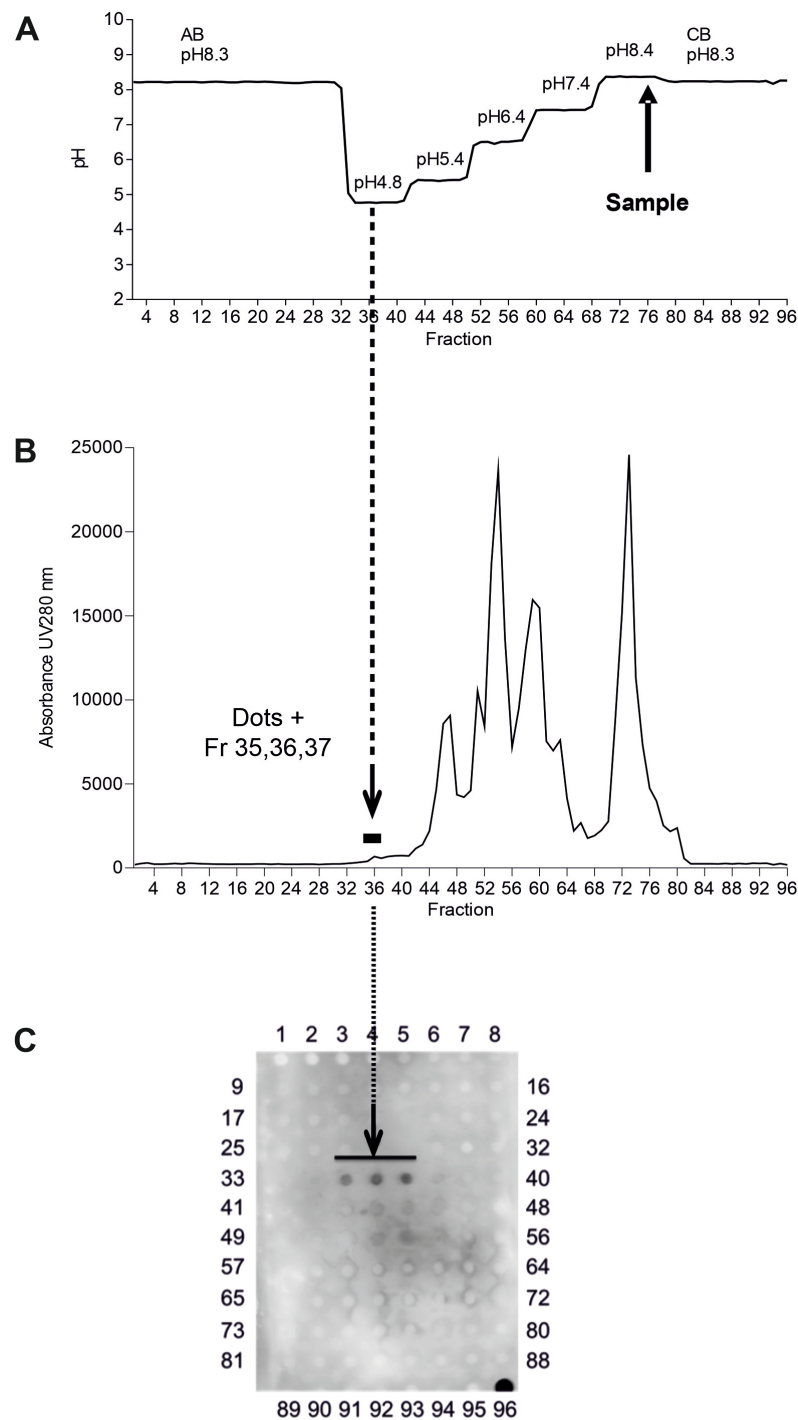 A
pH
10
9
8
7
6
5
4
3
2
AB
pH8.3
pH4.8
pH5.4
pH6.4
pH7.4
pH8.4
CB
pH8.3
Sample
4 8 12 16 20 24 28 32 36 40 44 48 52 56 60 64 68 72 76 80 84 88 92 96
Fraction
B
Absorbance UV280 nm
25000
20000
15000
10000
5000
0
Dots +
Fr 35,36,37
4 8 12 16 20 24 28 32 36 40 44 48 52 56 60 64 68 72 76 80 84 88 92 96
Fraction
C
1 2 3 4 5 6 7 8
9 16
17 24
25 32
33 40
41 48
49 56
57 64
65 72
73 80
81 88
89 90 91 92 93 94 95 96